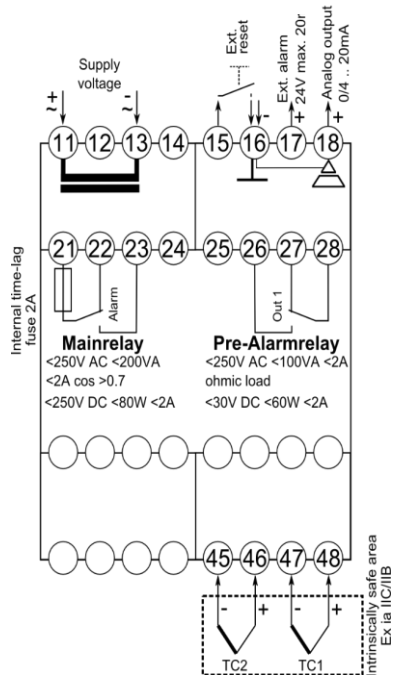 Supply
voltage
Ext.
reset
Ext. alarm
24V max. 20r
Analog output
0/4 .. 20mA
+
~
-
~
-
+
+
11 12 13 14 15 16 17 18
21 22 23 24 25 26 27 28
Internal time-lag
fuse 2A
Alarm
Out 1
Mainrelay
<250V AC <200VA
<2A cos >0.7
<250V DC <80W <2A
Pre-Alarmrelay
<250V AC <100VA <2A
ohmic load
<30V DC <60W <2A
45 46 47 48
- + - +
TC2 TC1
Intrinsically safe area
Ex ia IIC/IIB